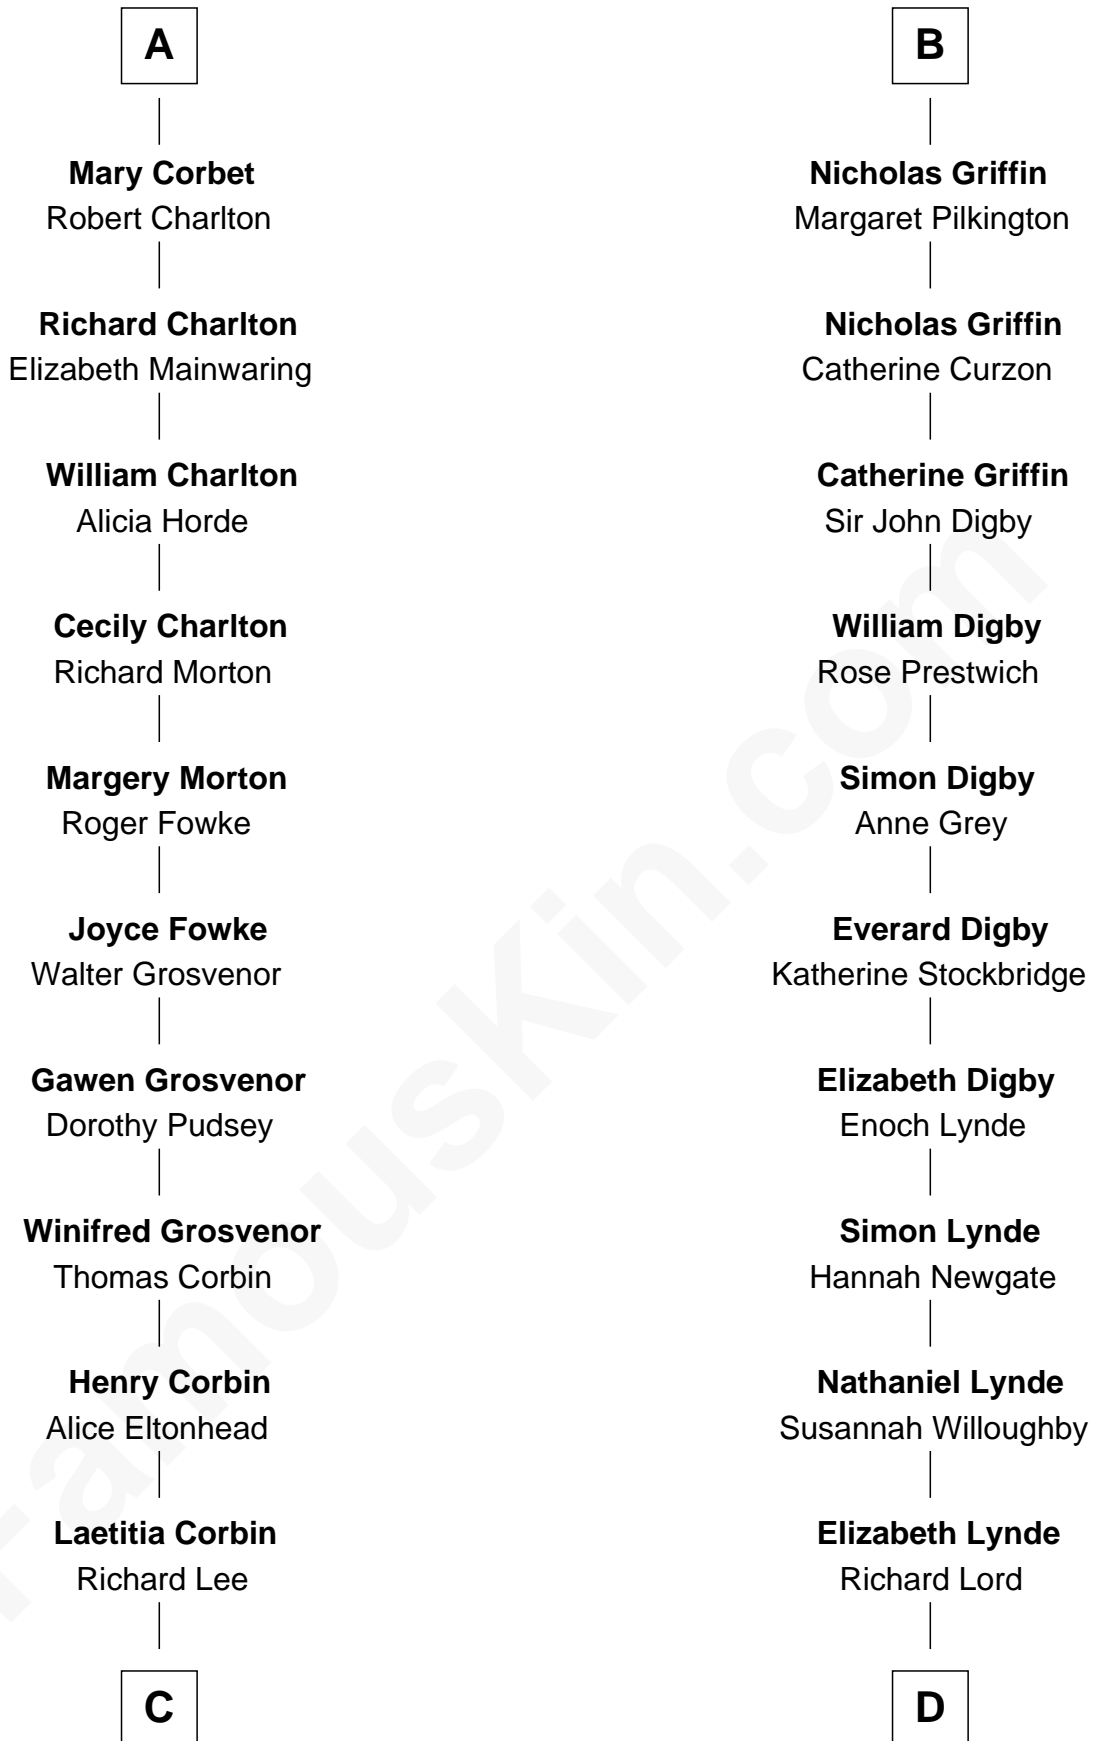 A
Mary Corbet
Robert Charlton
Richard Charlton
Elizabeth Mainwaring
William Charlton
Alicia Horde
Cecily Charlton
Richard Morton
Margery Morton
Roger Fowke
Joyce Fowke
Walter Grosvenor
Gawen Grosvenor
Dorothy Pudsey
Winifred Grosvenor
Thomas Corbin
Henry Corbin
Alice Eltonhead
Laetitia Corbin
Richard Lee
C
B
Nicholas Griffin
Margaret Pilkington
Nicholas Griffin
Catherine Curzon
Catherine Griffin
Sir John Digby
William Digby
Rose Prestwich
Simon Digby
Anne Grey
Everard Digby
Katherine Stockbridge
Elizabeth Digby
Enoch Lynde
Simon Lynde
Hannah Newgate
Nathaniel Lynde
Susannah Willoughby
Elizabeth Lynde
Richard Lord
D
FamousKin.com